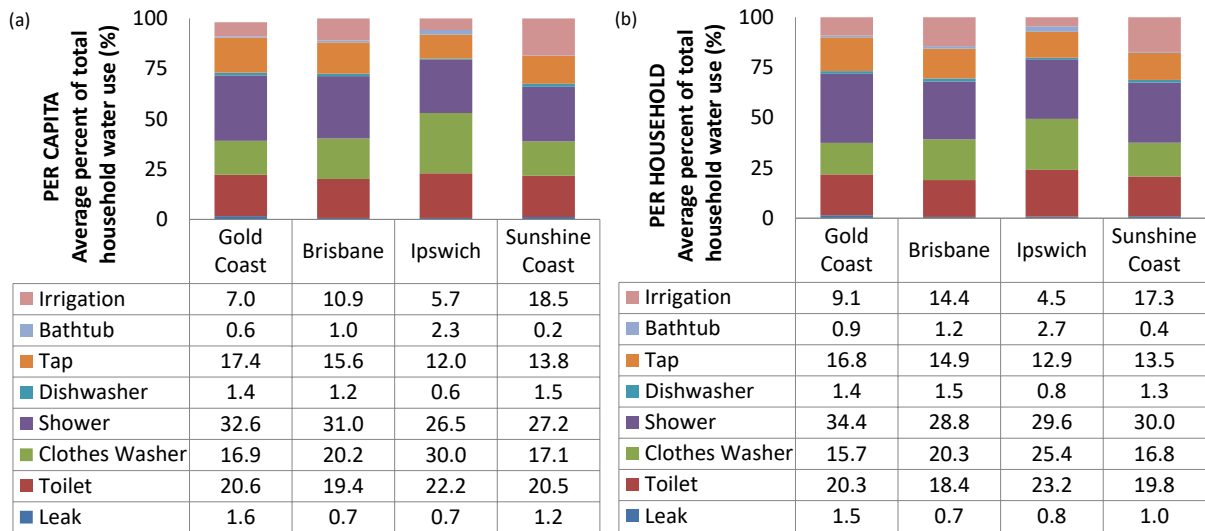 (a)
PER CAPITA
Average percent of total
household water use (%)
100
75
50
25
0
Gold Coast Brisbane Ipswich Sunshine Coast
Irrigation 7.0 10.9 5.7 18.5
Bathtub 0.6 1.0 2.3 0.2
Tap 17.4 15.6 12.0 13.8
Dishwasher 1.4 1.2 0.6 1.5
Shower 32.6 31.0 26.5 27.2
Clothes Washer 16.9 20.2 30.0 17.1
Toilet 20.6 19.4 22.2 20.5
Leak 1.6 0.7 0.7 1.2
(b)
PER HOUSEHOLD
Average percent of total
household water use (%)
100
75
50
25
0
Gold Coast Brisbane Ipswich Sunshine Coast
Irrigation 9.1 14.4 4.5 17.3
Bathtub 0.9 1.2 2.7 0.4
Tap 16.8 14.9 12.9 13.5
Dishwasher 1.4 1.5 0.8 1.3
Shower 34.4 28.8 29.6 30.0
Clothes Washer 15.7 20.3 25.4 16.8
Toilet 20.3 18.4 23.2 19.8
Leak 1.5 0.7 0.8 1.0